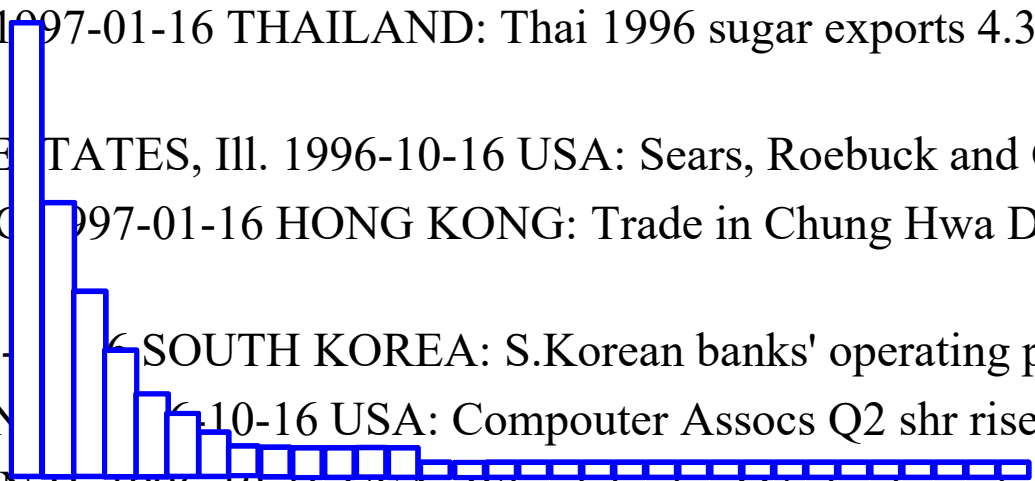 1997-01-16 THAILAND: Thai 1996 sugar exports 4.3
TATES, Ill. 1996-10-16 USA: Sears, Roebuck and
997-01-16 HONG KONG: Trade in Chung Hwa D
6 SOUTH KOREA: S.Korean banks' operating p
6-10-16 USA: Compouter Assocs Q2 shr rise